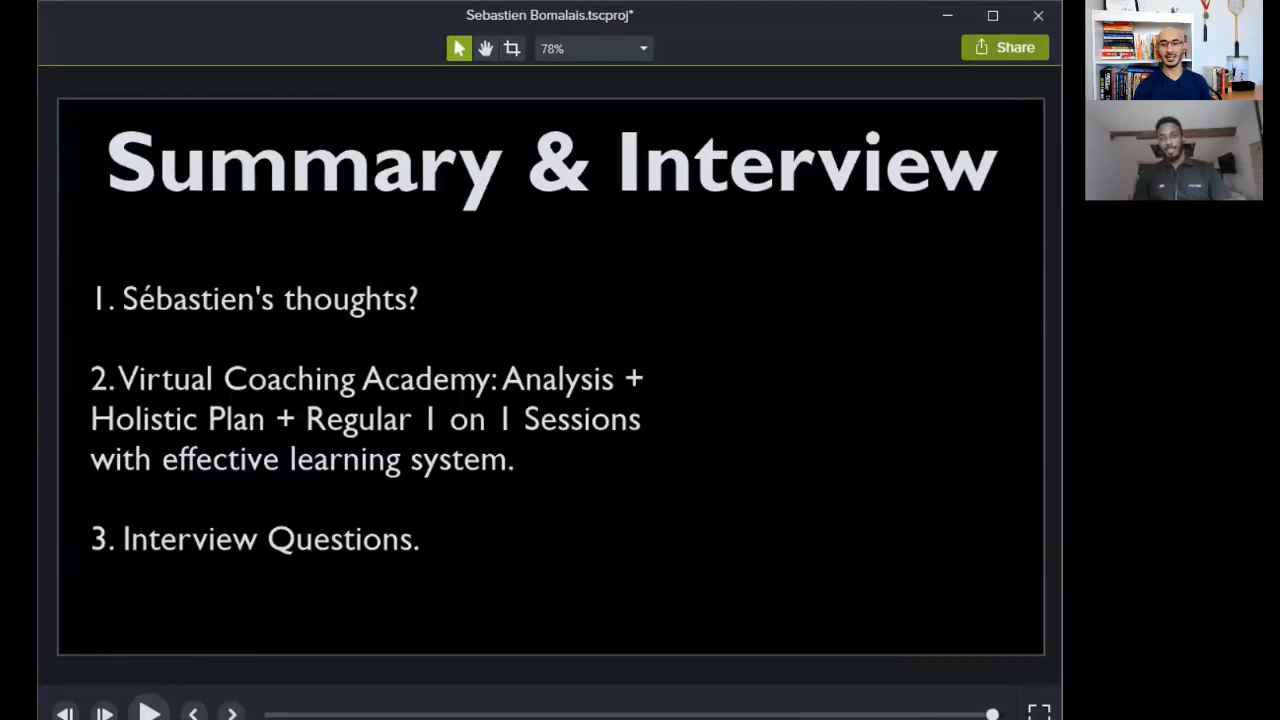 Sebastien Bomalais.tscproj*
78%
Share
Summary & Interview
1. Sébastien's thoughts?
2. Virtual Coaching Academy: Analysis +
Holistic Plan + Regular 1 on 1 Sessions
with effective learning system.
3. Interview Questions.